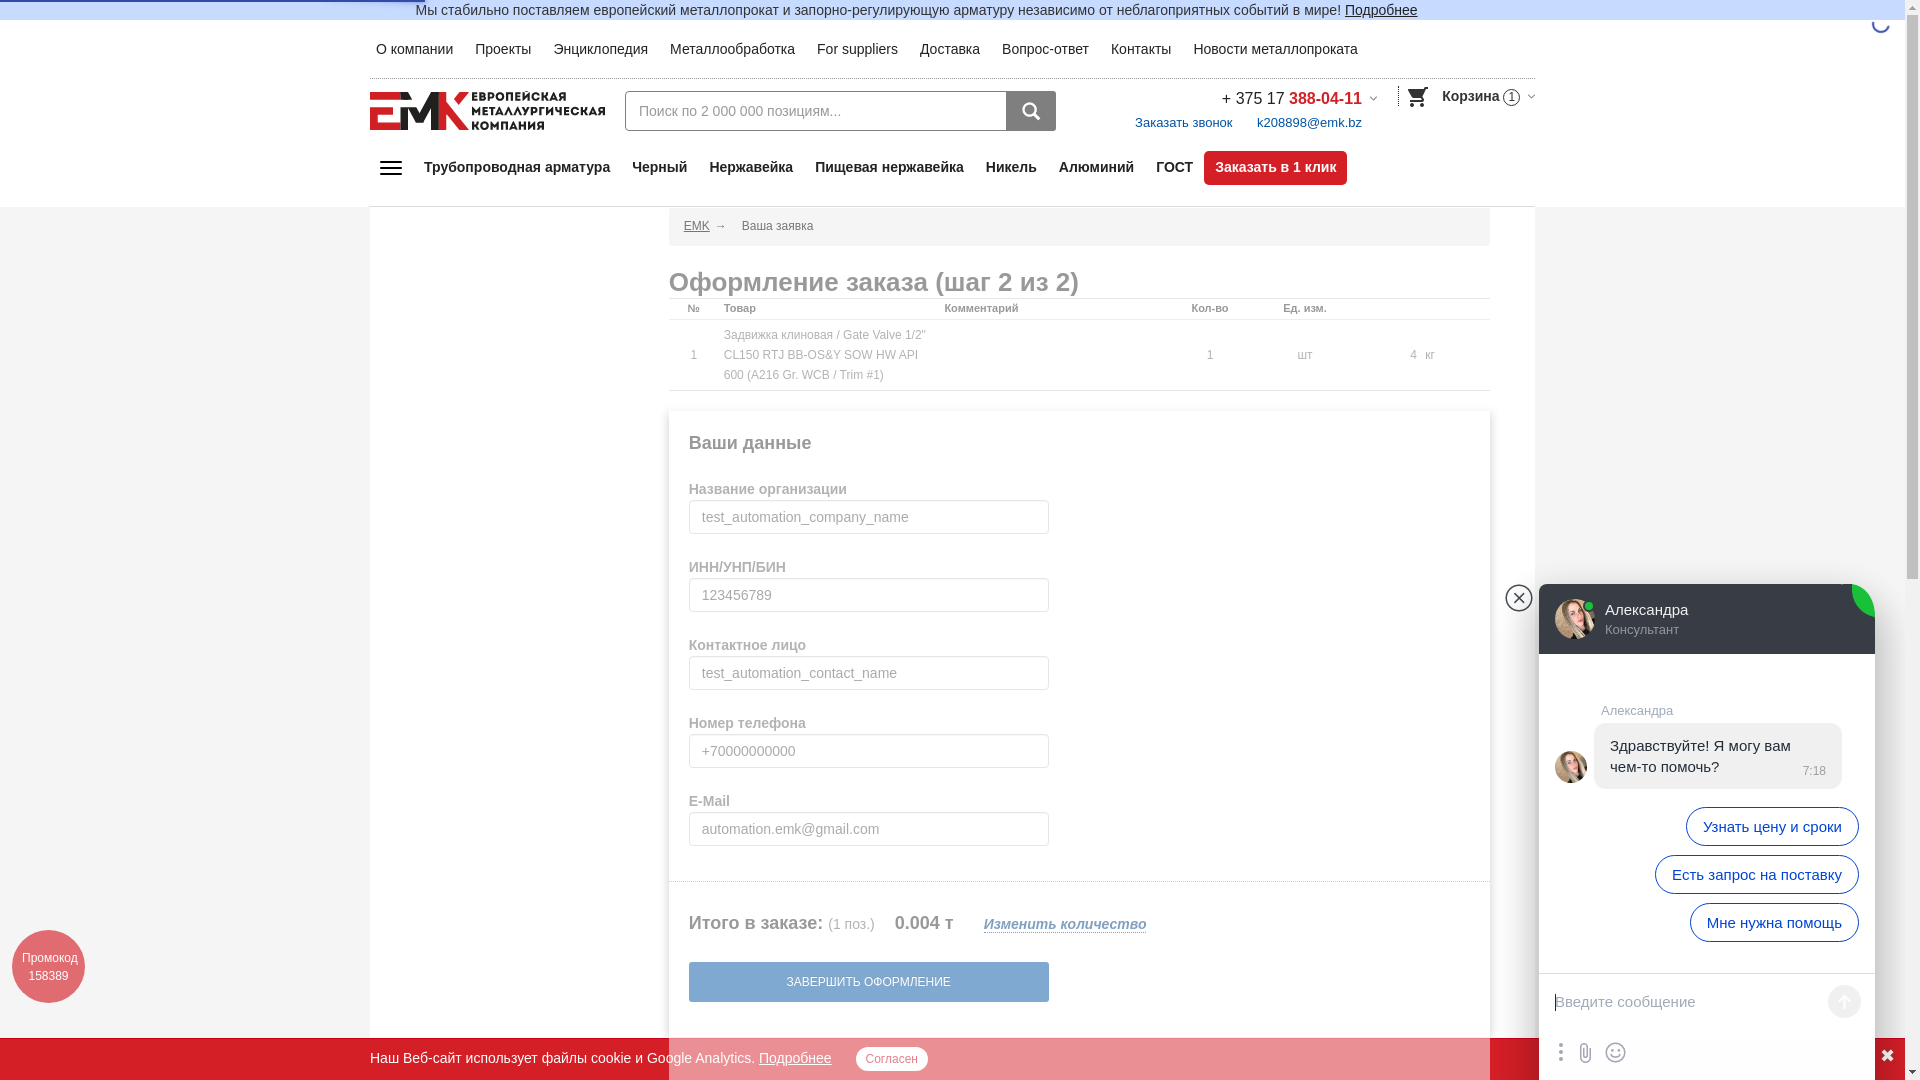 Мы стабильно поставляем европейский металлопрокат и запорно-регулирующую арматуру независимо от неблагоприятных событий в мире! Подробнее
О компании Проекты Энциклопедия Металлообработка For suppliers Доставка Вопрос-ответ Контакты Новости металлопроката
ЕМК ЕВРОПЕЙСКАЯ
МЕТАЛЛУРГИЧЕСКАЯ
КОМПАНИЯ
Поиск по 2 000 000 позициям...
+ 375 17 388-04-11
Заказать звонок k208898@emk.bz
Корзина 1
Трубопроводная арматура Черный Нержавейка Пищевая нержавейка Никель Алюминий ГОСТ Заказать в 1 клик
ЕМК → Ваша заявка
Оформление заказа (шаг 2 из 2)
№ Товар Комментарий Кол-во Ед. изм.
Задвижка клиновая / Gate Valve 1/2"
1 CL150 RTJ BB-OS&Y SOW HW API 1 шт 4 кг
600 (A216 Gr. WCB / Trim #1)
Ваши данные
Название организации
test_automation_company_name
ИНН/УНП/БИН
123456789
Контактное лицо
test_automation_contact_name
Номер телефона
+70000000000
E-Mail
automation.emk@gmail.com
Итого в заказе: (1 поз.) 0.004 т Изменить количество
ЗАВЕРШИТЬ ОФОРМЛЕНИЕ
Промокод
158389
Наш Веб-сайт использует файлы cookie и Google Analytics. Подробнее Согласен
Александра
Консультант
Александра
Здравствуйте! Я могу вам
чем-то помочь?
7:18
Узнать цену и сроки
Есть запрос на поставку
Мне нужна помощь
Введите сообщение